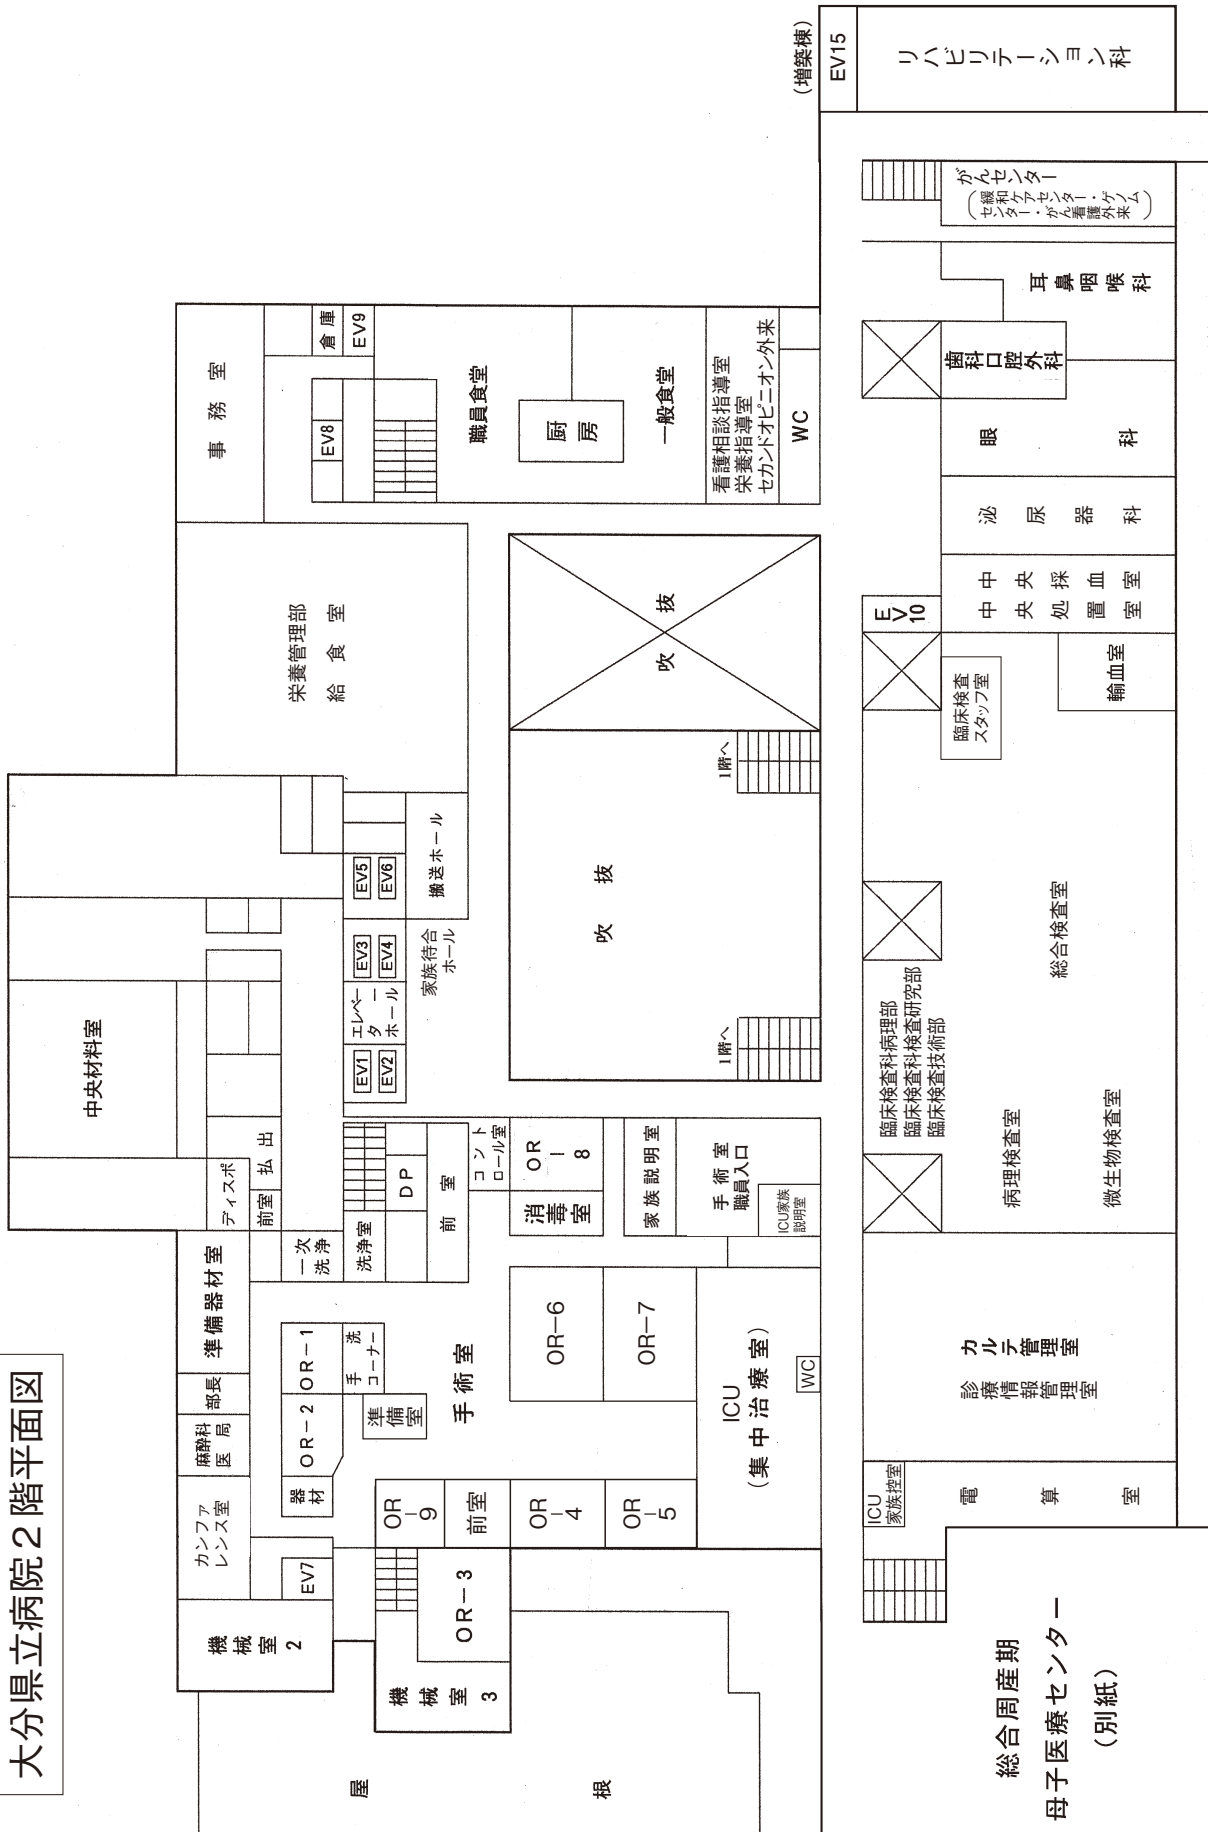 大分県立病院2階平面図
中央材料室
事務室
倉庫
EV9
EV8
職員食堂
厨房
一般食堂
看護相談指導室
栄養指導室
セカンドオピニオン外来
WC
(増築棟)
EV15
リハビリテーション科
栄養管理部
給食室
吹抜
1階へ
吹抜
1階へ
EV5
EV6
搬送ホール
EV3
EV4
家族待合
ホール
エレベー
ター
ホール
EV1
EV2
ディスポ
払出
前室
一次
洗浄
洗浄室
DP
前室
コント
ロール室
OR
-
8
消毒室
家族説明室
手術室
職員入口
ICU家族
説明室
準備器材室
部長
麻酔科
医局
カンファ
レンス室
OR-1
OR-2
手洗
コーナー
準備室
器材
手術室
OR-6
OR-7
ICU
(集中治療室)
WC
OR
-
9
前室
OR
-
4
OR
-
5
EV7
OR-3
機械室2
機械室3
屋根
がんセンター
(緩和ケアセンター・ゲノム
センター・がん看護外来)
耳鼻咽喉科
歯科口腔外科
眼科
泌尿器科
中央採血室
中央処置室
EV10
輸血室
臨床検査
スタッフ室
総合検査室
臨床検査科病理部
臨床検査科検査研究部
臨床検査技術部
病理検査室
微生物検査室
カルテ管理室
診療情報管理室
ICU
家族控室
電算室
総合周産期
母子医療センター
(別紙)